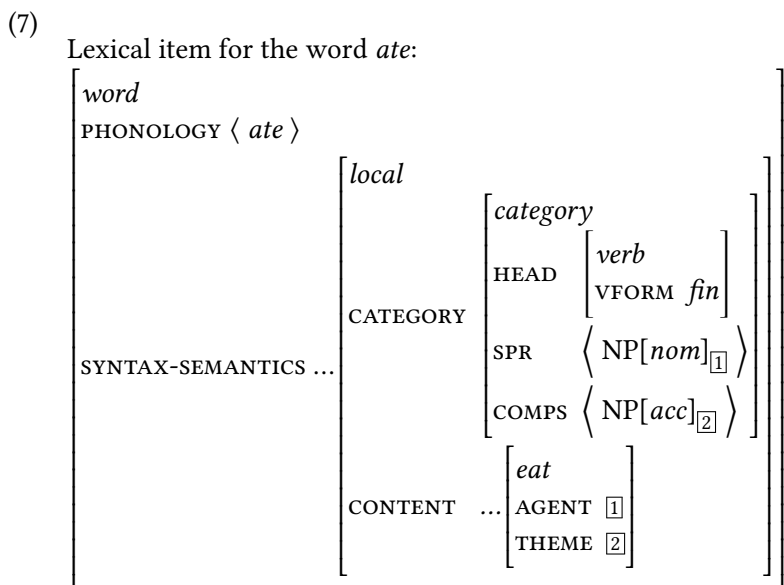 (7)
Lexical item for the word ate:
word
PHONOLOGY ⟨ ate ⟩
local
category
HEAD verb
VFORM fin
CATEGORY
SPR ⟨ NP[nom] 1 ⟩
SYNTAX-SEMANTICS ...
COMPS ⟨ NP[acc] 2 ⟩
eat
CONTENT ... AGENT 1
THEME 2